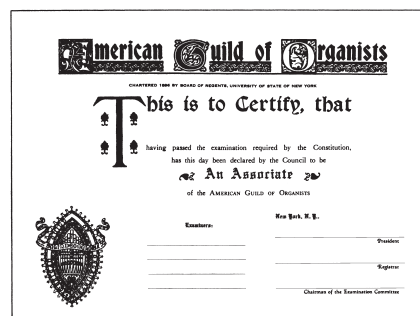 American Guild of Organists
CHARTERED 1896 BY BOARD OF REGENTS, UNIVERSITY OF STATE OF NEW YORK
This is to Certify, that
having passed the examination required by the Constitution,
has this day been declared by the Council to be
An Associate
of the AMERICAN GUILD OF ORGANISTS
New York, N. Y.,
Examiners:
President
Registrar
Chairman of the Examination Committee